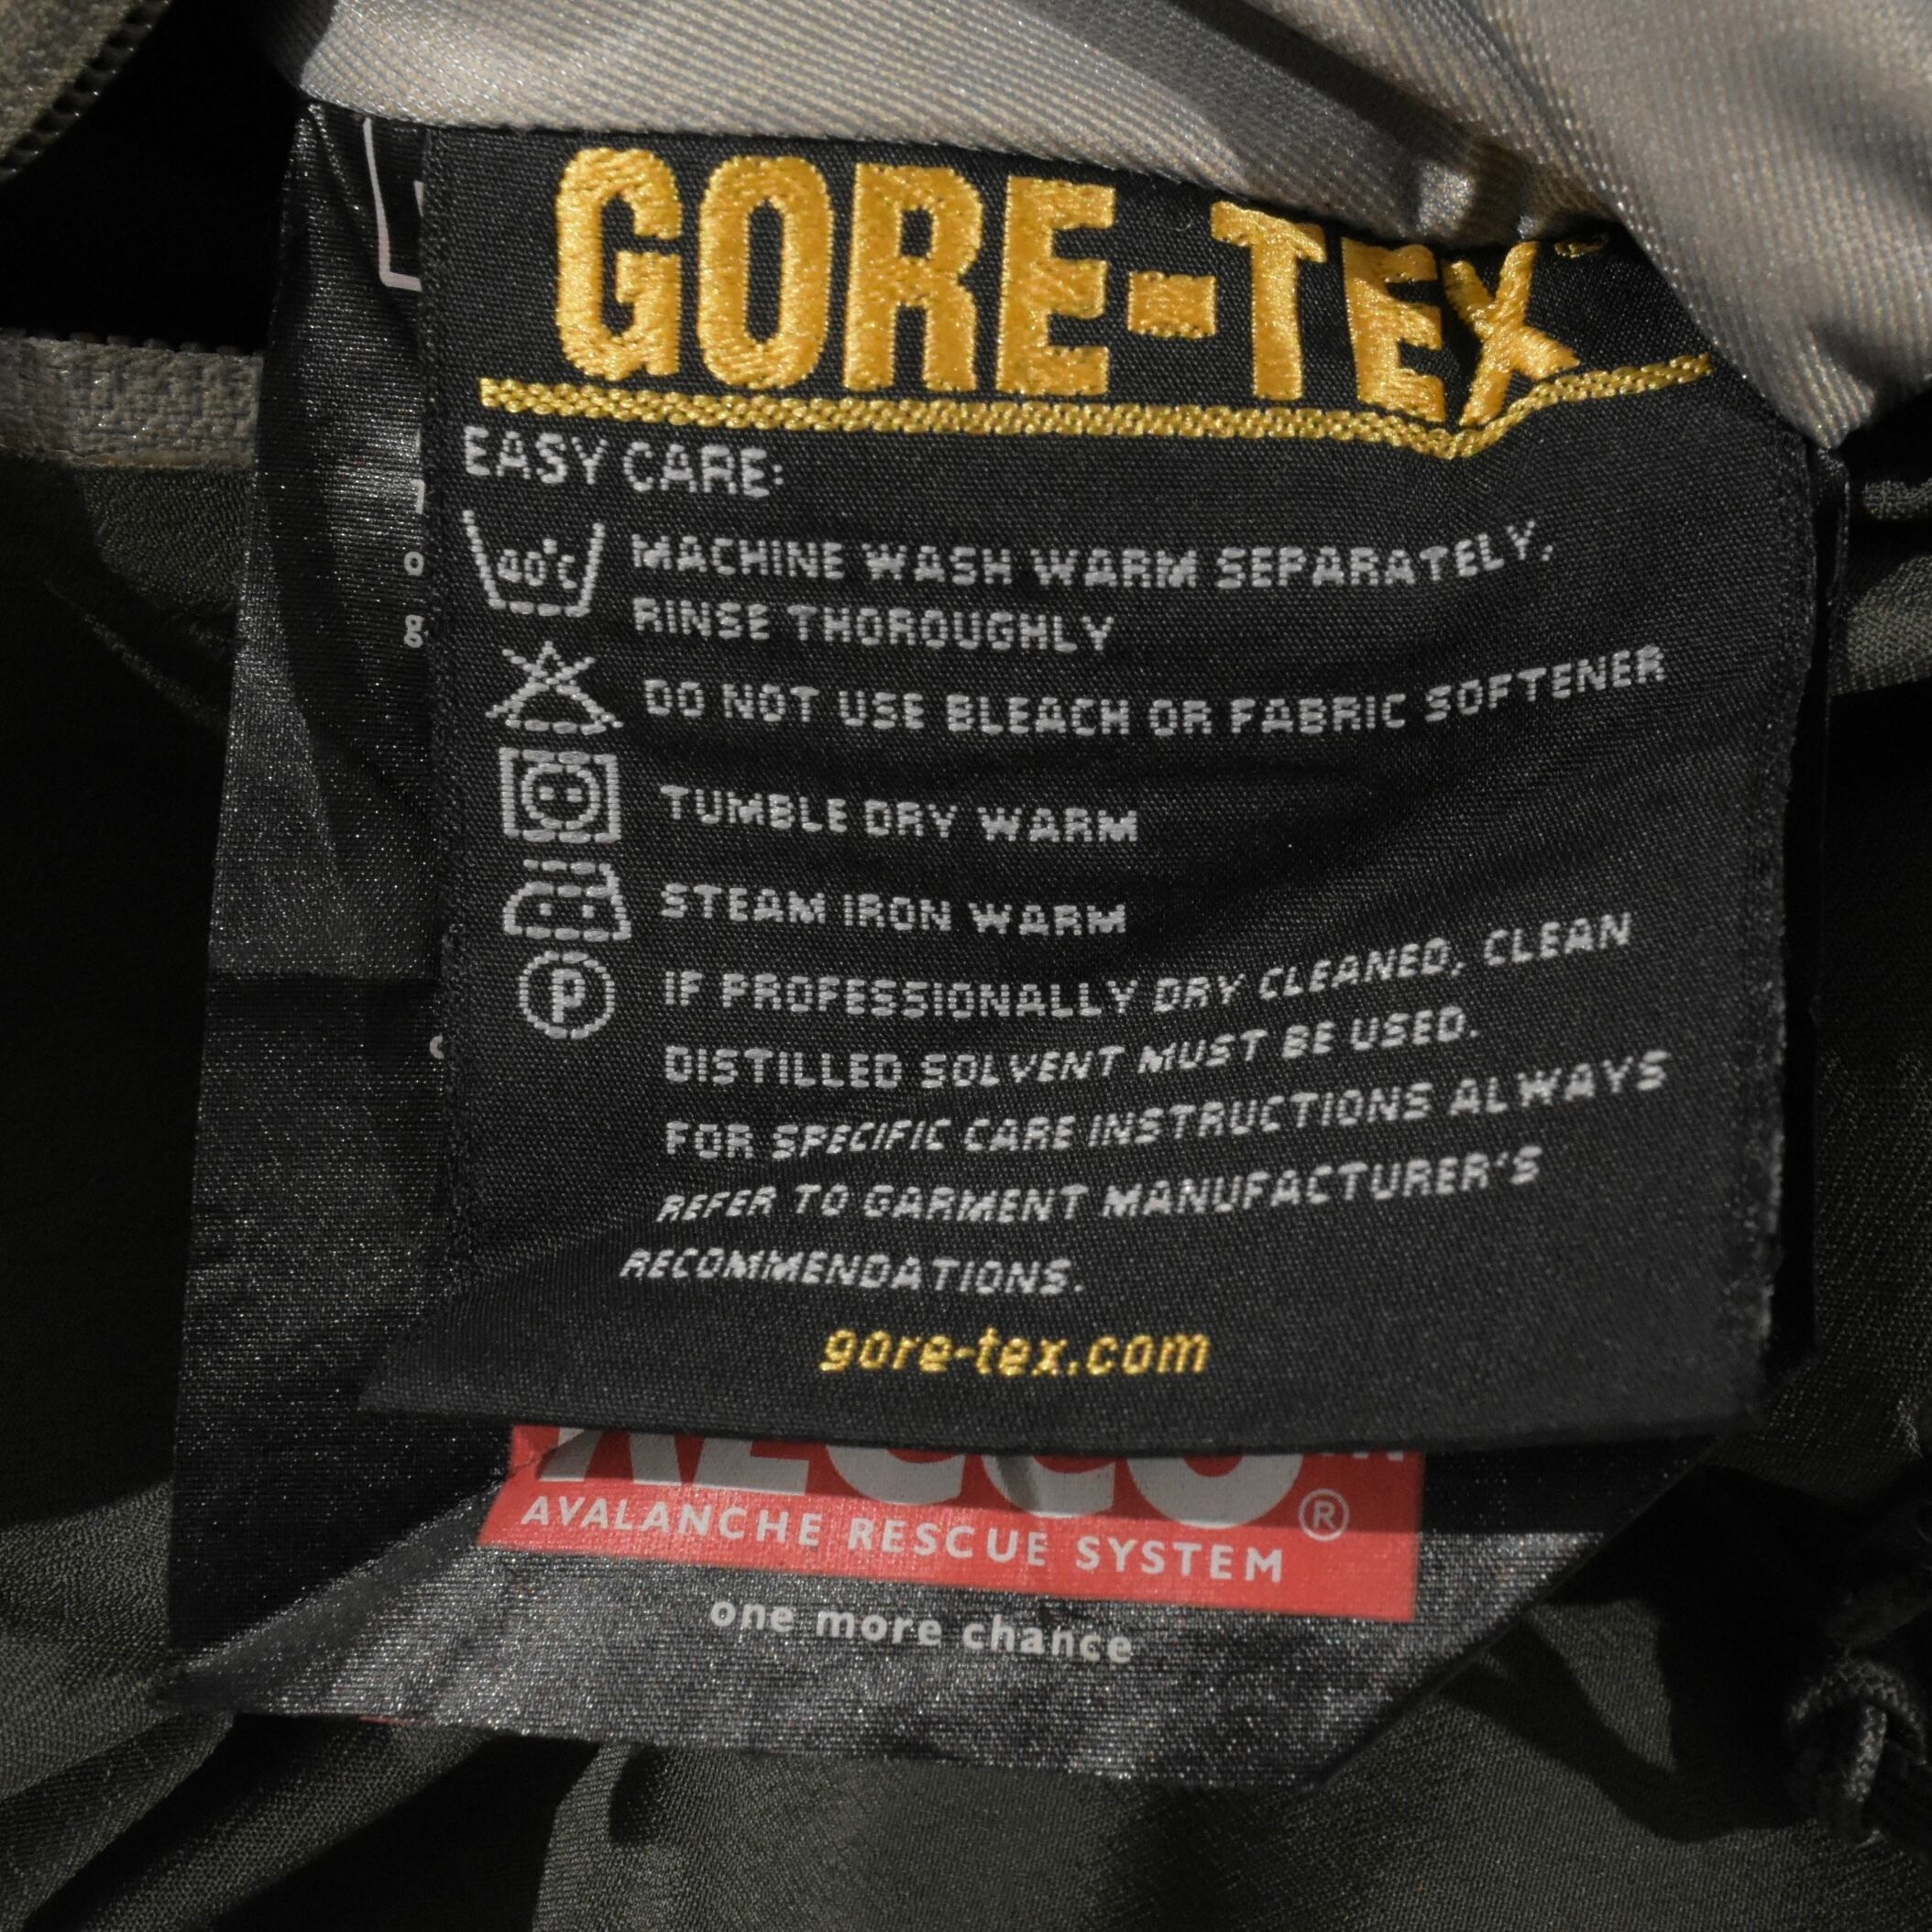 GORE-TEX
EASY CARE:
40°C MACHINE WASH WARM SEPARATELY,
RINSE THOROUGHLY
DO NOT USE BLEACH OR FABRIC SOFTENER
TUMBLE DRY WARM
STEAM IRON WARM
P IF PROFESSIONALLY DRY CLEANED, CLEAN
DISTILLED SOLVENT MUST BE USED.
FOR SPECIFIC CARE INSTRUCTIONS ALWAYS
REFER TO GARMENT MANUFACTURER'S
RECOMMENDATIONS.
gore-tex.com
RECCO®
AVALANCHE RESCUE SYSTEM
one more chance